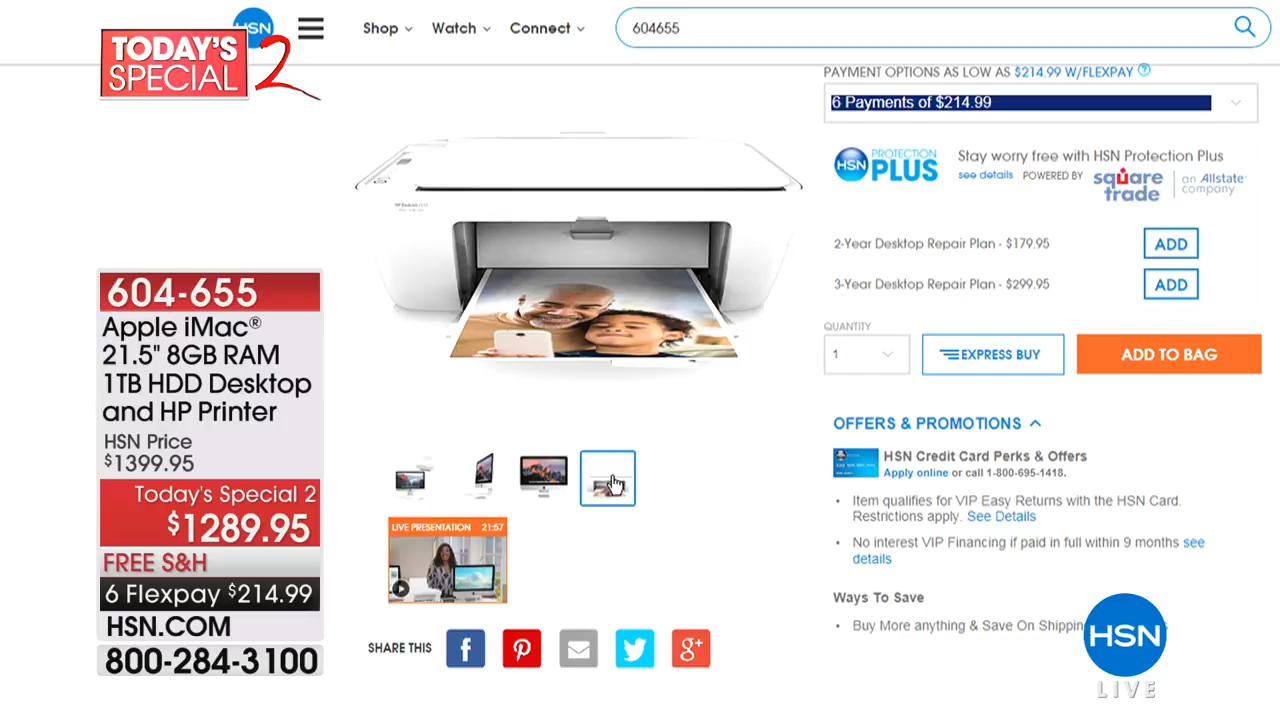 HSN
Shop
Watch
Connect
604655
TODAY'S
SPECIAL 2
PAYMENT OPTIONS AS LOW AS $214.99 W/FLEXPAY ?
6 Payments of $214.99
HSN PROTECTION
PLUS
Stay worry free with HSN Protection Plus
see details POWERED BY
square
trade
an Allstate
company
2-Year Desktop Repair Plan - $179.95
ADD
3-Year Desktop Repair Plan - $299.95
ADD
QUANTITY
1
EXPRESS BUY
ADD TO BAG
604-655
Apple iMac®
21.5" 8GB RAM
1TB HDD Desktop
and HP Printer
HSN Price
$1399.95
Today's Special 2
$1289.95
FREE S&H
6 Flexpay $214.99
HSN.COM
800-284-3100
LIVE PRESENTATION 21:57
SHARE THIS
f
g+
OFFERS & PROMOTIONS
HSN Credit Card Perks & Offers
Apply online or call 1-800-695-1418.
• Item qualifies for VIP Easy Returns with the HSN Card.
Restrictions apply. See Details
• No interest VIP Financing if paid in full within 9 months see
details
Ways To Save
• Buy More anything & Save On Shippin
HSN
LIVE